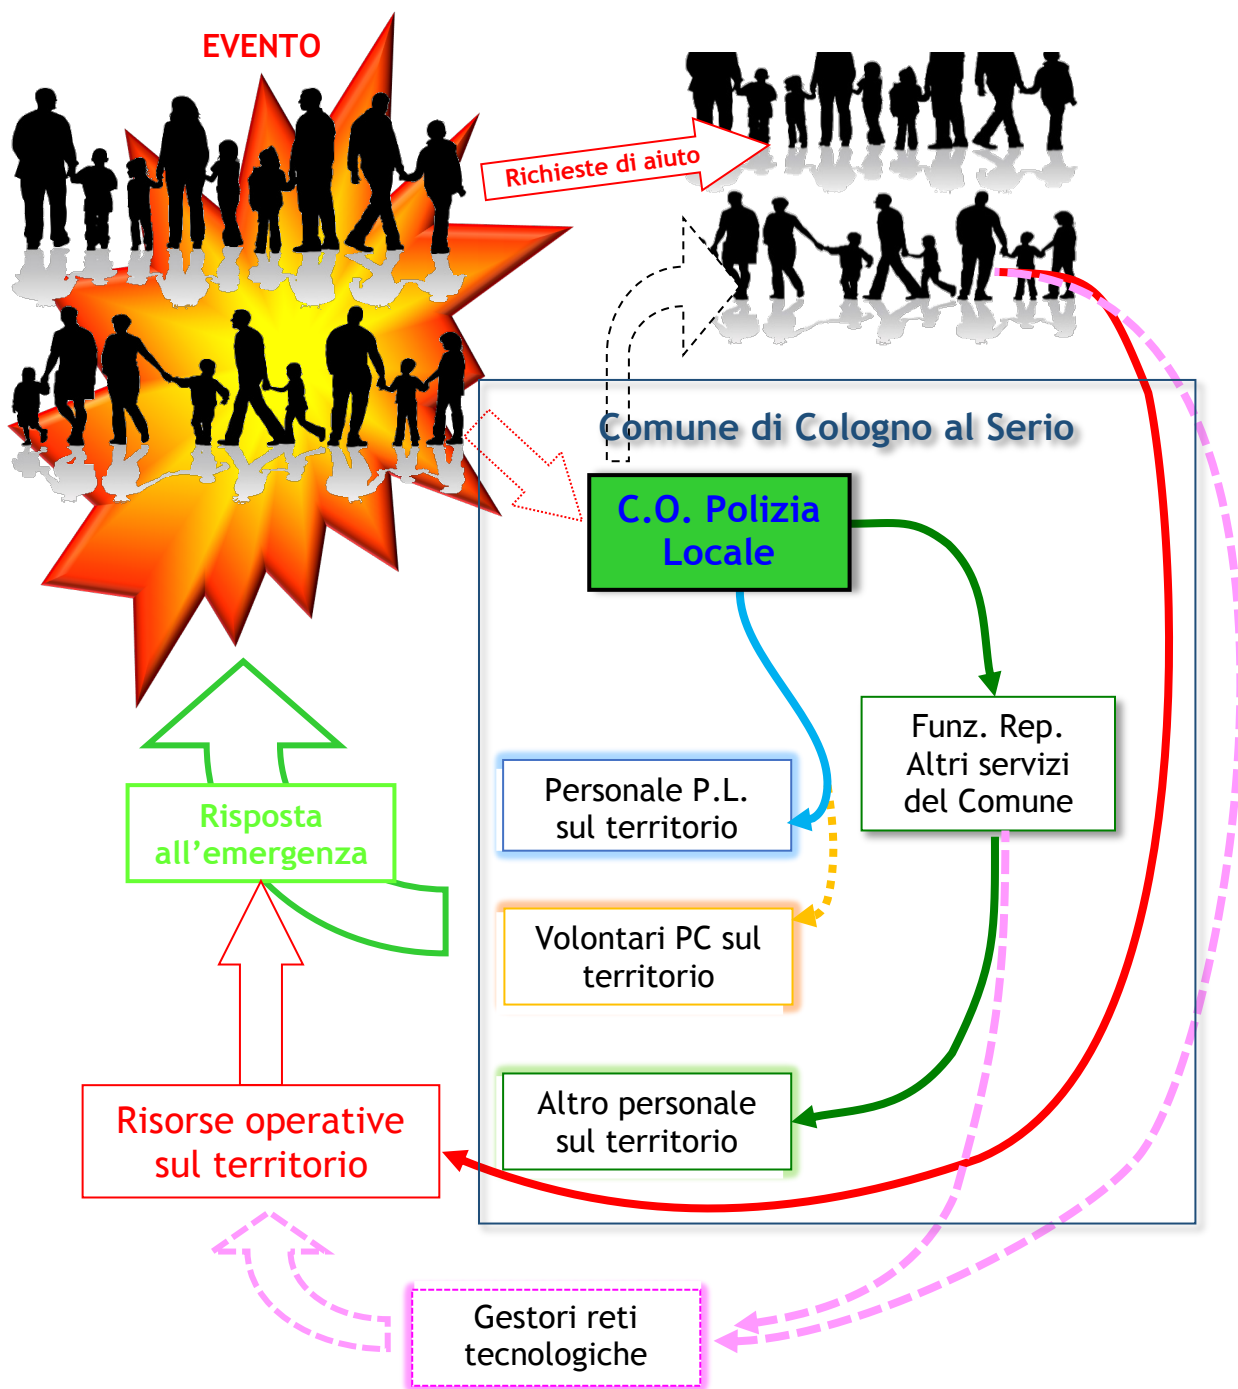 EVENTO
Richieste di aiuto
Comune di Cologno al Serio
C.O. Polizia
Locale
Funz. Rep.
Altri servizi
del Comune
Personale P.L.
sul territorio
Risposta
all’emergenza
Volontari PC sul
territorio
Altro personale
sul territorio
Risorse operative
sul territorio
Gestori reti
tecnologiche